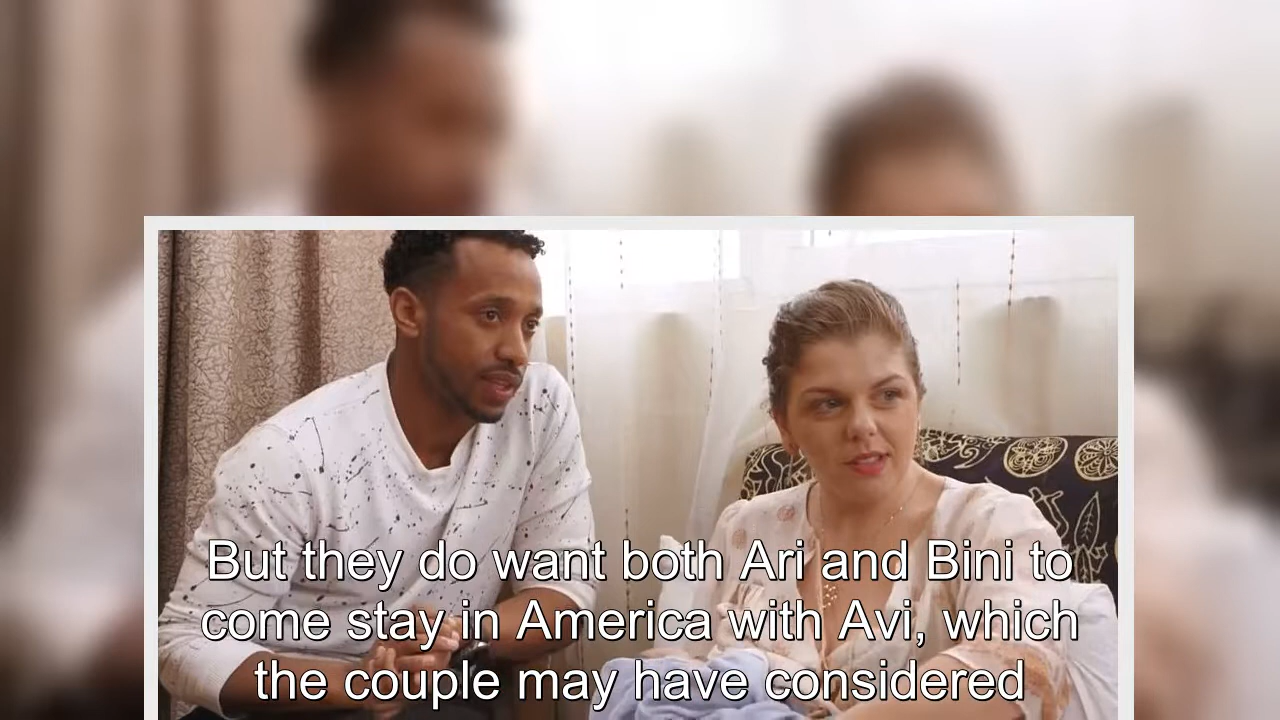 But they do want both Ari and Bini to
come stay in America with Avi, which
the couple may have considered